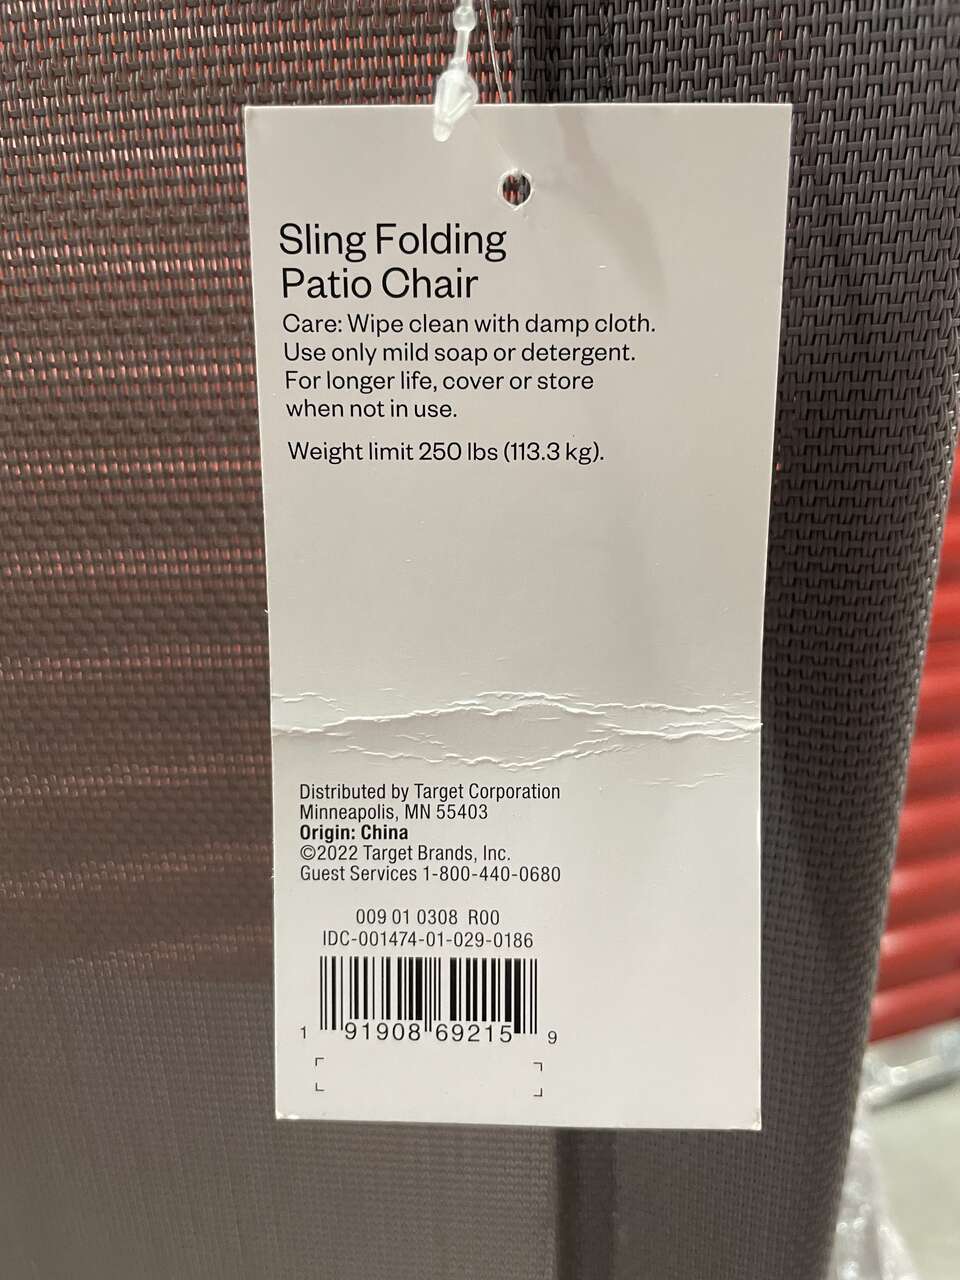 Sling Folding
Patio Chair
Care: Wipe clean with damp cloth.
Use only mild soap or detergent.
For longer life, cover or store
when not in use.
Weight limit 250 lbs (113.3 kg).
Distributed by Target Corporation
Minneapolis, MN 55403
Origin: China
©2022 Target Brands, Inc.
Guest Services 1-800-440-0680
009 01 0308 R00
IDC-001474-01-029-0186
1 91908 69215 9